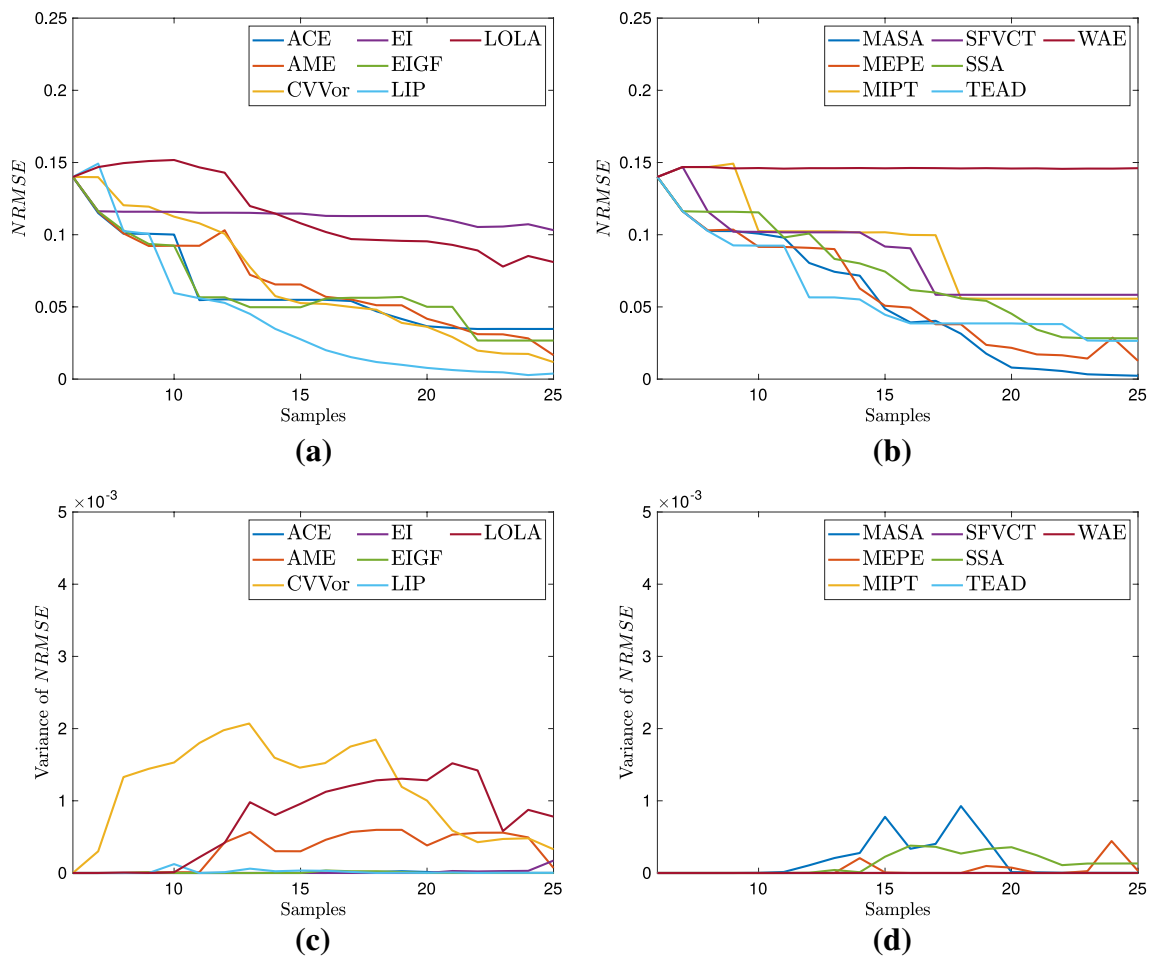 0.25
0.2
0.15
0.1
0.05
0
NRMSE
ACE EI LOLA
AME EIGF
CVVor LIP
10 15 20 25
Samples
(a)
0.25
0.2
0.15
0.1
0.05
0
NRMSE
MASA SFVCT WAE
MEPE SSA
MIPT TEAD
10 15 20 25
Samples
(b)
×10⁻³
5
4
3
2
1
0
Variance of NRMSE
ACE EI LOLA
AME EIGF
CVVor LIP
10 15 20 25
Samples
(c)
×10⁻³
5
4
3
2
1
0
Variance of NRMSE
MASA SFVCT WAE
MEPE SSA
MIPT TEAD
10 15 20 25
Samples
(d)